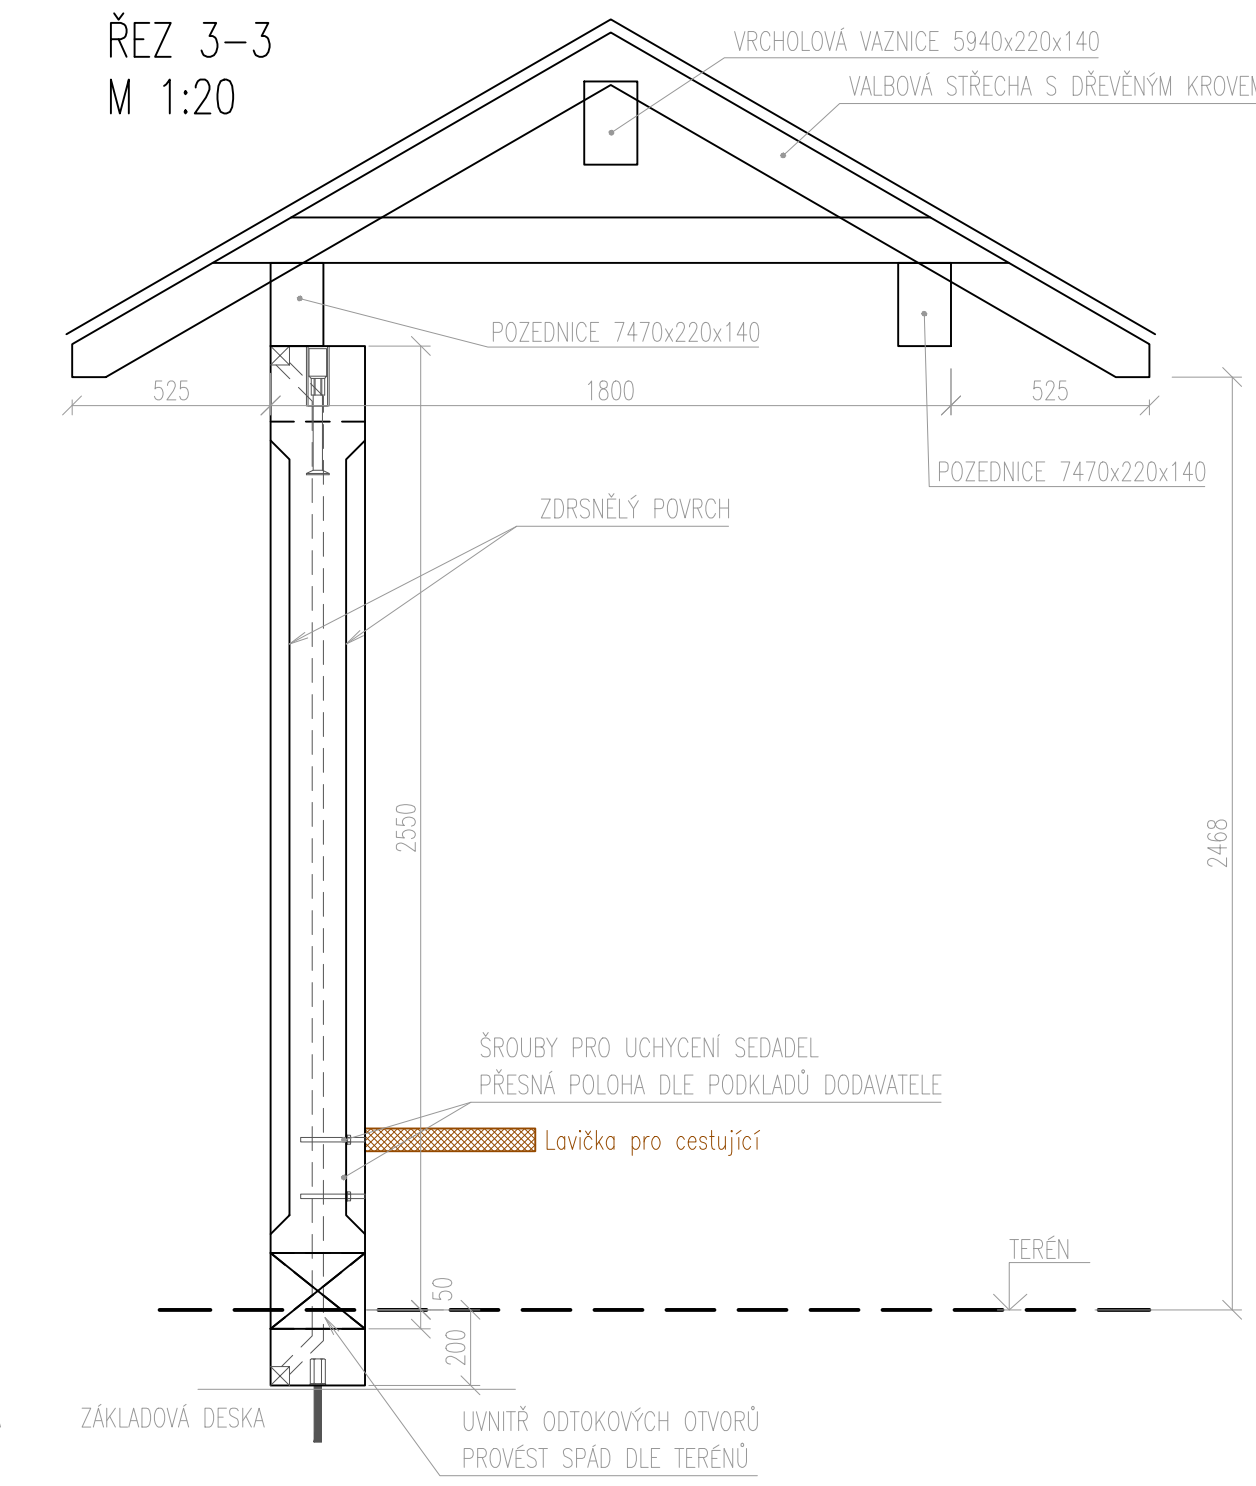 ŘEZ 3-3
M 1:20
VRCHOLOVÁ VAZNICE 5940x220x140
VALBOVÁ STŘECHA S DŘEVĚNÝM KROVEM
POZEDNICE 7470x220x140
525
1800
525
POZEDNICE 7470x220x140
ZDRSNĚLÝ POVRCH
2550
2468
ŠROUBY PRO UCHYCENÍ SEDADEL
PŘESNÁ POLOHA DLE PODKLADŮ DODAVATELE
Lavička pro cestující
TERÉN
50
200
ZÁKLADOVÁ DESKA
UVNITŘ ODTOKOVÝCH OTVORŮ
PROVÉST SPÁD DLE TERÉNŮ